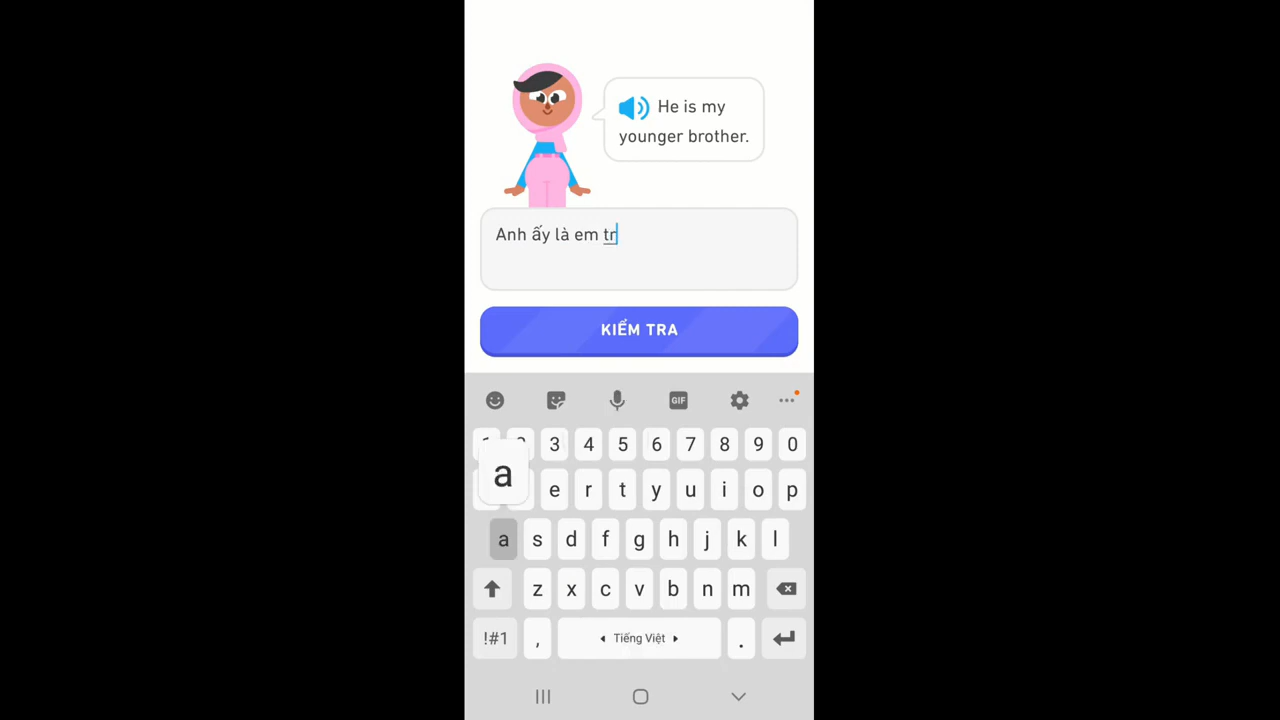 He is my
younger brother.
Anh ấy là em tr
KIỂM TRA
GIF
3 4 5 6 7 8 9 0
a
e r t y u i o p
a s d f g h j k l
z x c v b n m
!#1 , Tiếng Việt .